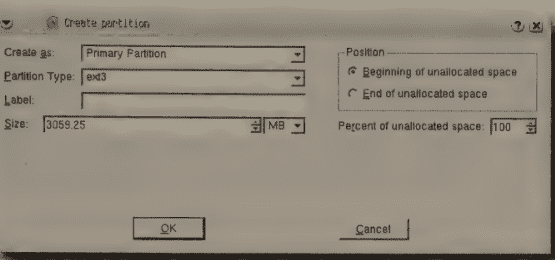 Create partition
Create as: Primary Partition
Partition Type: ext3
Label:
Size: 3059.25 MB
Position
Beginning of unallocated space
End of unallocated space
Percent of unallocated space: 100
OK
Cancel